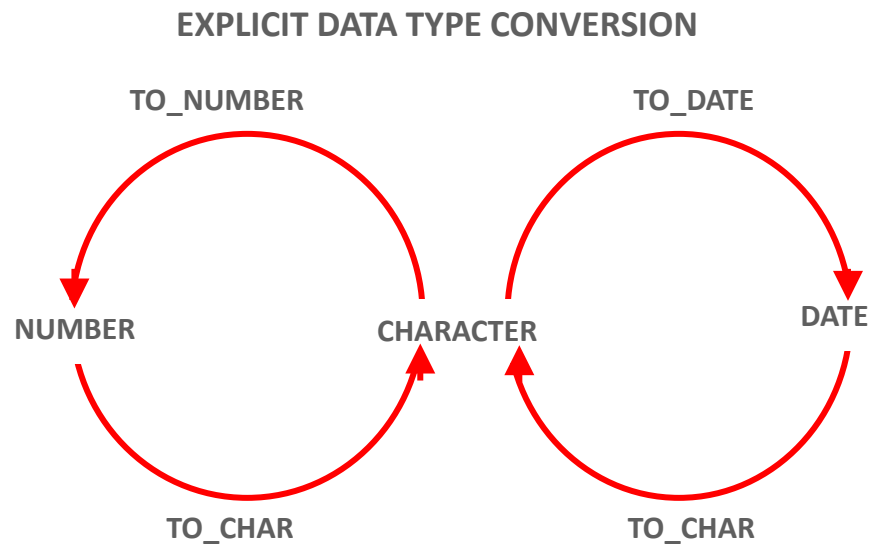 EXPLICIT DATA TYPE CONVERSION
TO_NUMBER
TO_DATE
NUMBER
CHARACTER
DATE
TO_CHAR
TO_CHAR